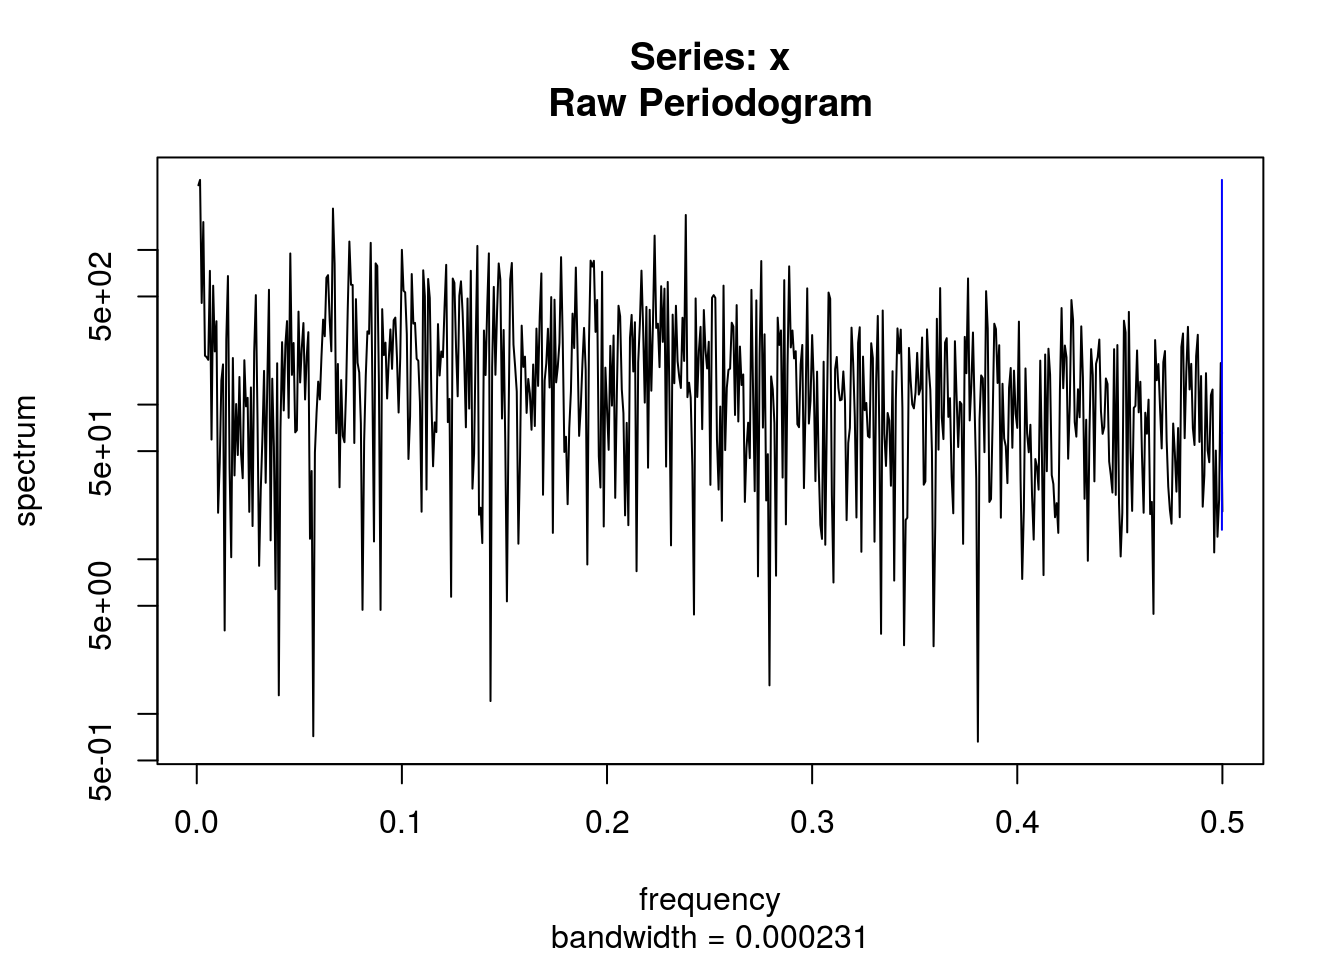 Series: x
Raw Periodogram
5e+02
5e+01
5e+00
5e-01
spectrum
0.0 0.1 0.2 0.3 0.4 0.5
frequency
bandwidth = 0.000231